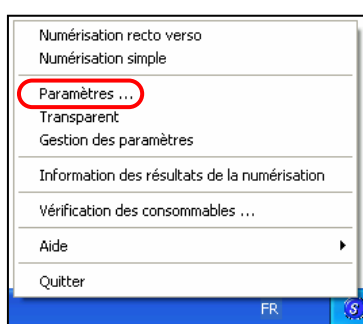 Numérisation recto verso
Numérisation simple
Paramètres ...
Transparent
Gestion des paramètres
Information des résultats de la numérisation
Vérification des consommables ...
Aide
Quitter
FR
S